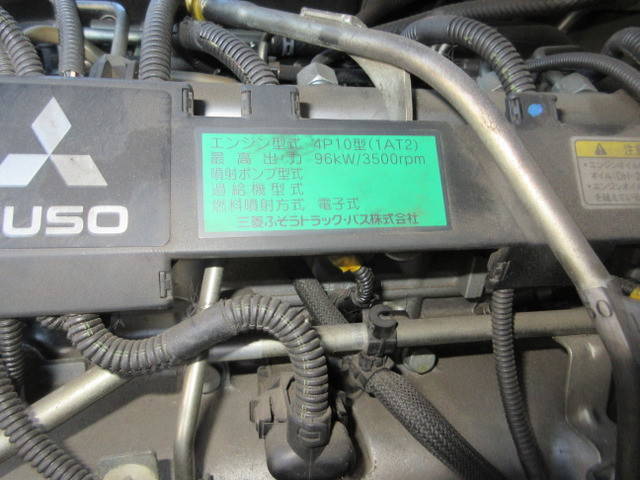 USO
エンジン型式 4P10型(1AT2)
最高出力 96kW/3500rpm
噴射ポンプ型式
過給機型式
燃料噴射方式 電子式
三菱ふそうトラック・バス株式会社
注